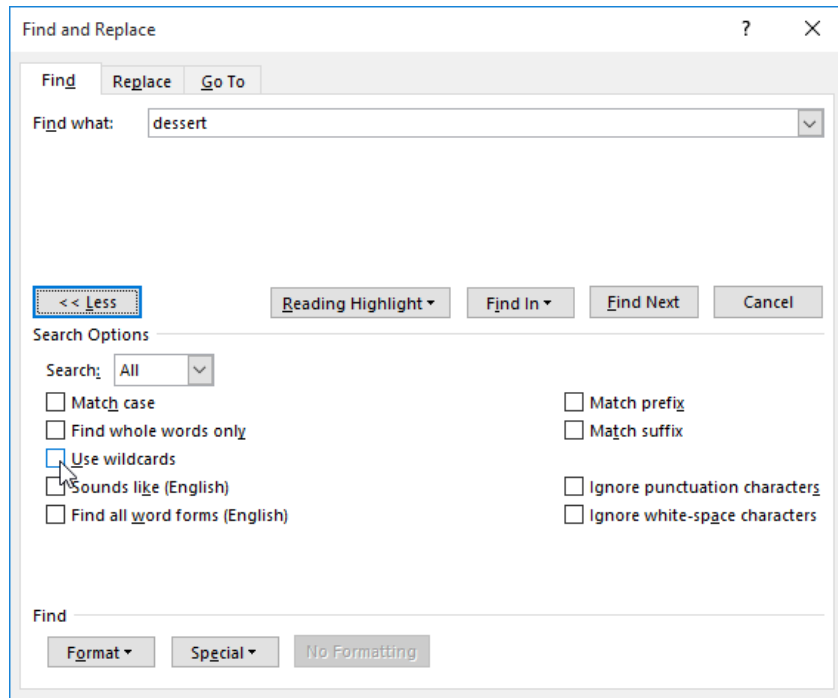 Find and Replace ?
Find Replace Go To
Find what: dessert
<< Less Reading Highlight Find In Find Next Cancel
Search Options
Search: All
Match case Match prefix
Find whole words only Match suffix
Use wildcards
Sounds like (English) Ignore punctuation characters
Find all word forms (English) Ignore white-space characters
Find
Format Special No Formatting